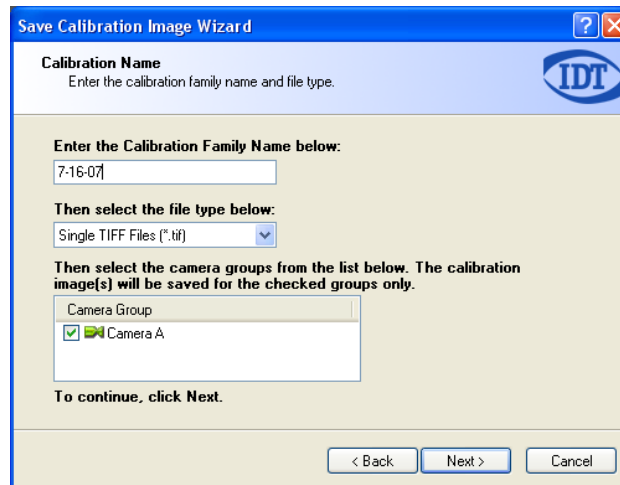 Save Calibration Image Wizard
Calibration Name
Enter the calibration family name and file type.
IDT
Enter the Calibration Family Name below:
7-16-07
Then select the file type below:
Single TIFF Files (*.tif)
Then select the camera groups from the list below. The calibration
image(s) will be saved for the checked groups only.
Camera Group
Camera A
To continue, click Next.
< Back Next > Cancel